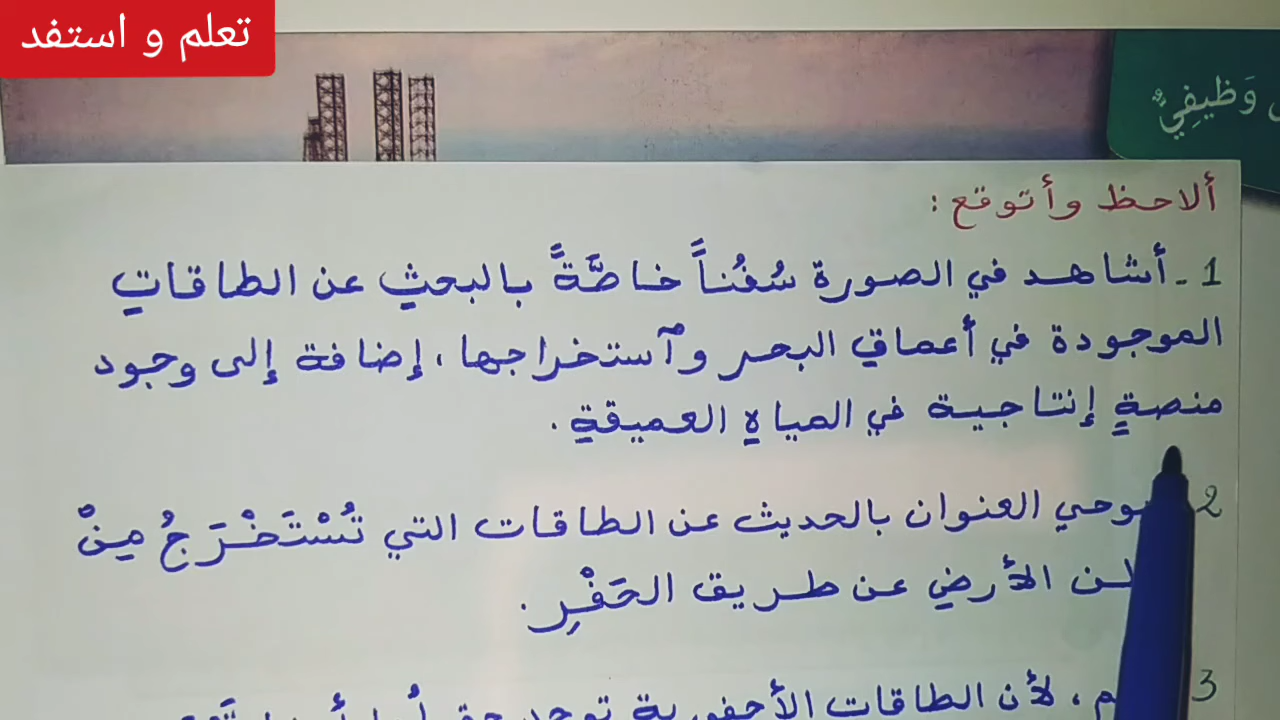 تعلم و استفد
وَظيفِيٌّ
ألاحظ وأتوقع :
1 - أشاهد في الصورة سُفُناً خاصَّةً بالبحثِ عن الطاقاتِ
الموجودة في أعماقِ البحر وآستخراجها ، إضافة إلى وجود
منصةٍ إنتاجية في المياهِ العميقةِ .
2 العنوان بالحديث عن الطاقات التي تُسْتَخْرَجُ مِنْ
الأرضِ عن طريق الحَفْرِ .
3 ، لأن الطاقات الأحفورية توجد